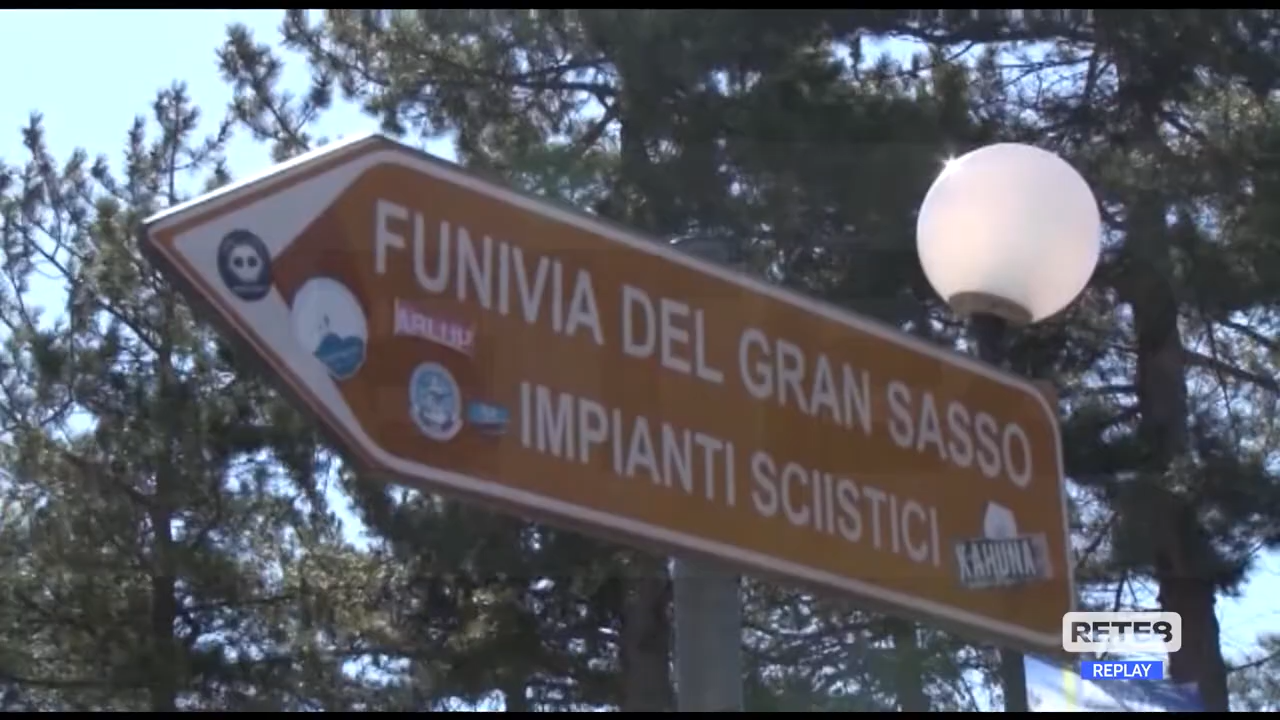 FUNIVIA DEL GRAN SASSO
IMPIANTI SCIISTICI
KAHUNA
RETE8
REPLAY